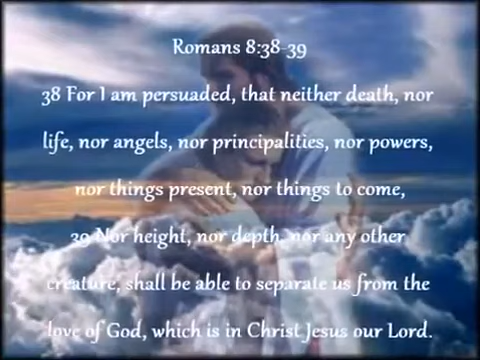 Romans 8:38-39
38 For I am persuaded, that neither death, nor
life, nor angels, nor principalities, nor powers,
nor things present, nor things to come,
39 Nor height, nor depth, nor any other
creature, shall be able to separate us from the
love of God, which is in Christ Jesus our Lord.